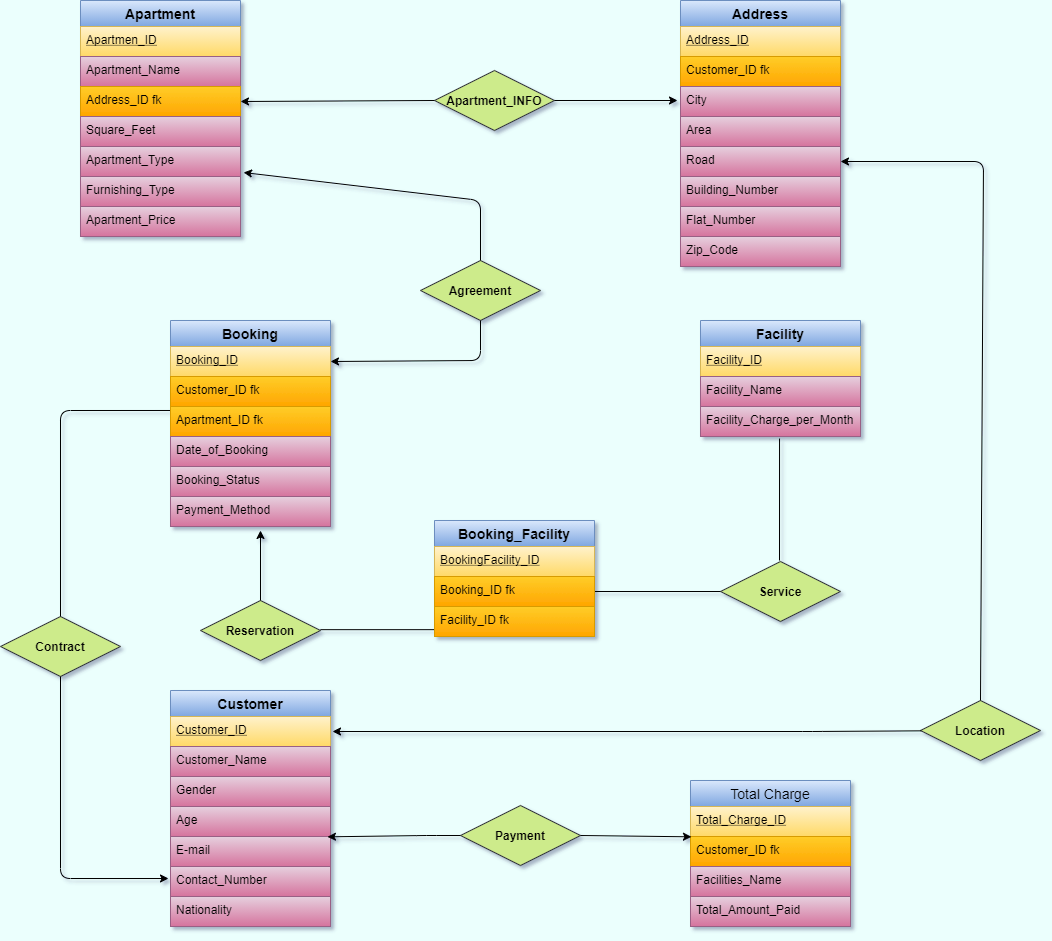 Apartment
Apartmen_ID
Apartment_Name
Address_ID fk
Square_Feet
Apartment_Type
Furnishing_Type
Apartment_Price
Apartment_INFO
Address
Address_ID
Customer_ID fk
City
Area
Road
Building_Number
Flat_Number
Zip_Code
Agreement
Booking
Booking_ID
Customer_ID fk
Apartment_ID fk
Date_of_Booking
Booking_Status
Payment_Method
Facility
Facility_ID
Facility_Name
Facility_Charge_per_Month
Booking_Facility
BookingFacility_ID
Booking_ID fk
Facility_ID fk
Service
Reservation
Contract
Customer
Customer_ID
Customer_Name
Gender
Age
E-mail
Contact_Number
Nationality
Location
Payment
Total Charge
Total_Charge_ID
Customer_ID fk
Facilities_Name
Total_Amount_Paid